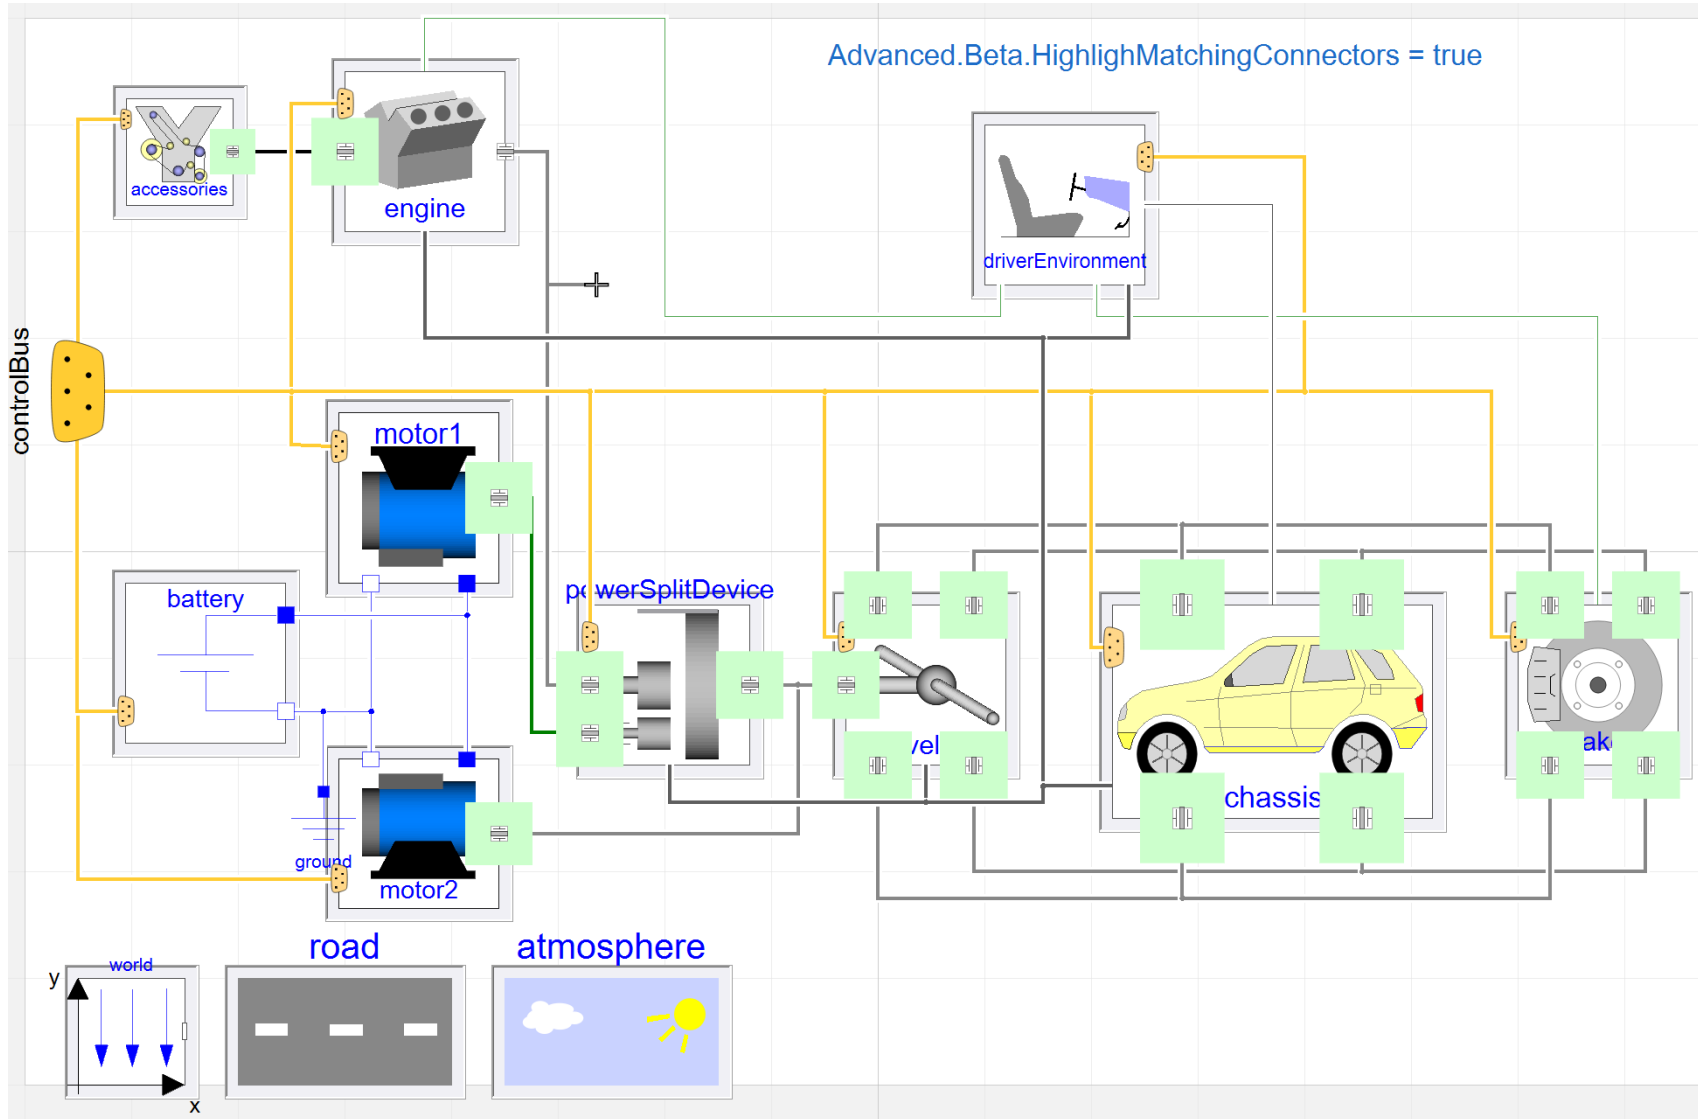 Advanced.Beta.HighlighMatchingConnectors = true
accessories
engine
driverEnvironment
controlBus
motor1
battery
powerSplitDevice
chassis
ground
motor2
road
atmosphere
world
y
x